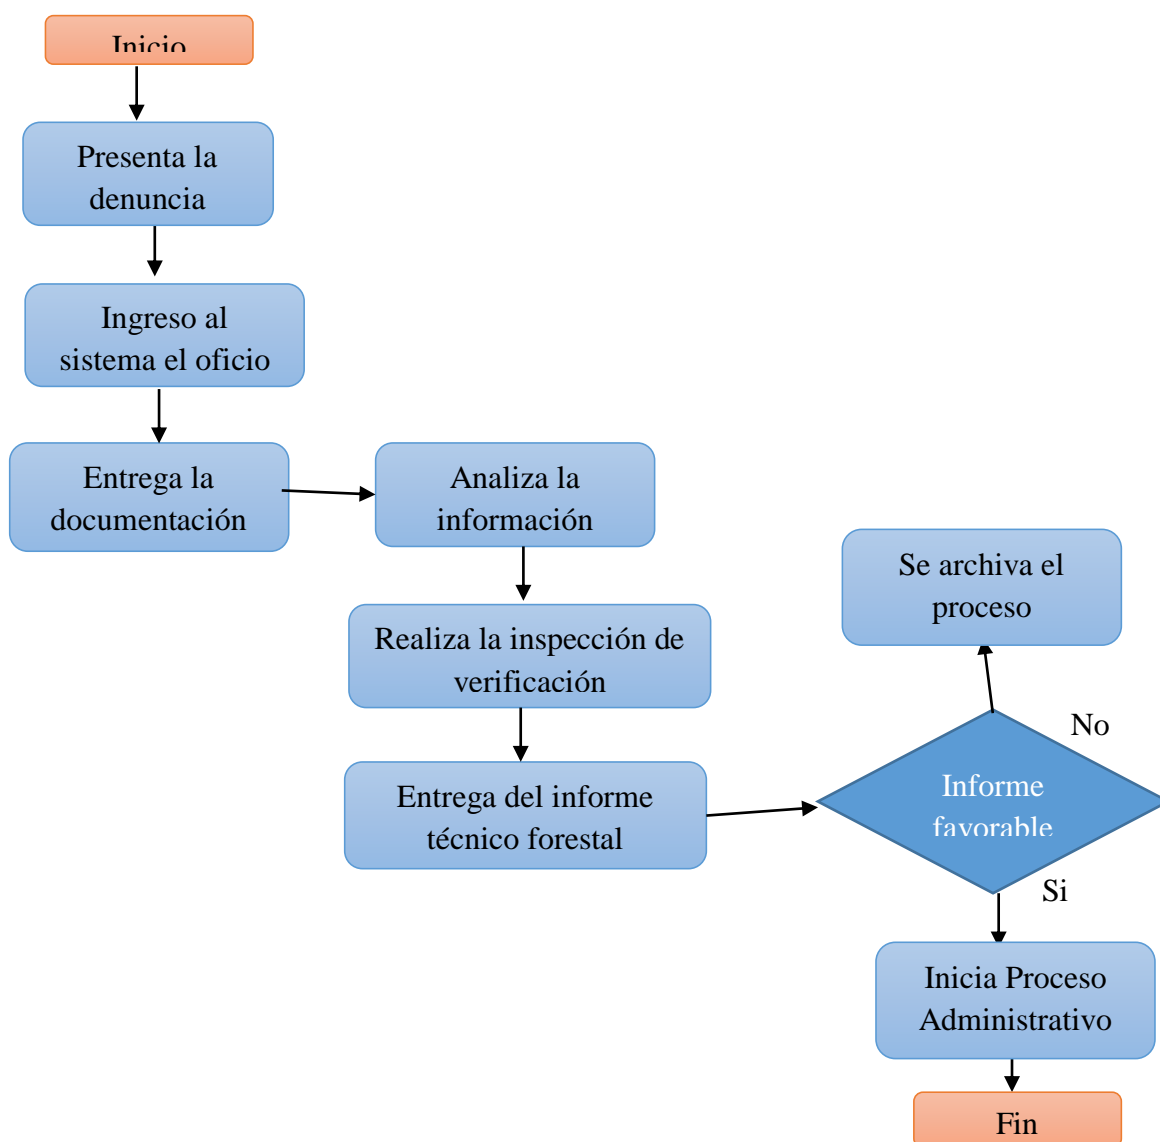 Inicio
Presenta la
denuncia
Ingreso al
sistema el oficio
Entrega la
documentación
Analiza la
información
Realiza la inspección de
verificación
Entrega del informe
técnico forestal
Se archiva el
proceso
No
Informe
favorable
Si
Inicia Proceso
Administrativo
Fin